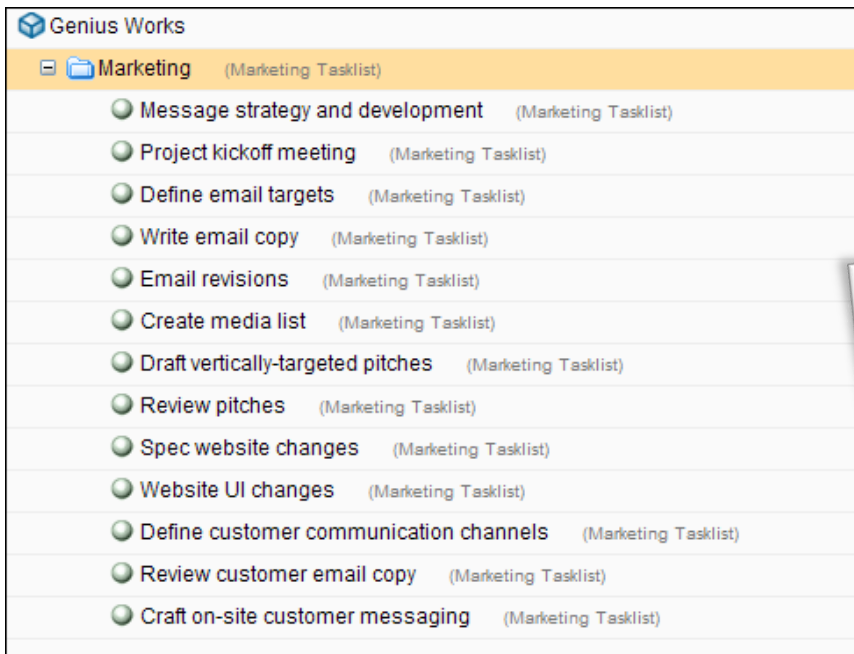 Genius Works
Marketing (Marketing Tasklist)
Message strategy and development (Marketing Tasklist)
Project kickoff meeting (Marketing Tasklist)
Define email targets (Marketing Tasklist)
Write email copy (Marketing Tasklist)
Email revisions (Marketing Tasklist)
Create media list (Marketing Tasklist)
Draft vertically-targeted pitches (Marketing Tasklist)
Review pitches (Marketing Tasklist)
Spec website changes (Marketing Tasklist)
Website UI changes (Marketing Tasklist)
Define customer communication channels (Marketing Tasklist)
Review customer email copy (Marketing Tasklist)
Craft on-site customer messaging (Marketing Tasklist)